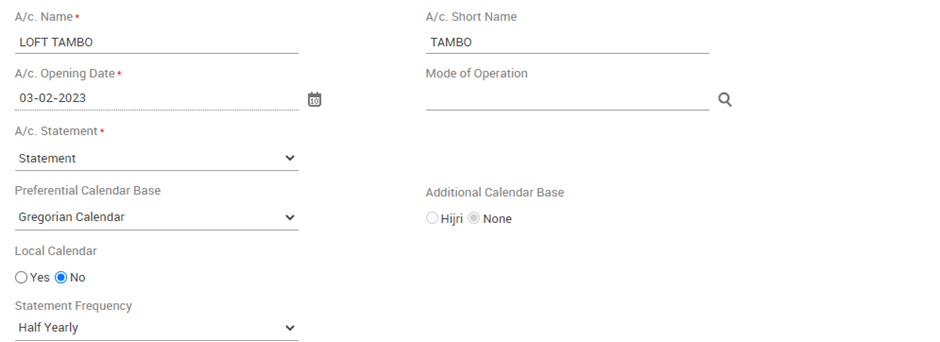 A/c. Name *
A/c. Short Name
LOFT TAMBO
TAMBO
A/c. Opening Date *
Mode of Operation
03-02-2023
10
A/c. Statement *
Statement
Preferential Calendar Base
Additional Calendar Base
Gregorian Calendar
Hijri None
Local Calendar
Yes No
Statement Frequency
Half Yearly